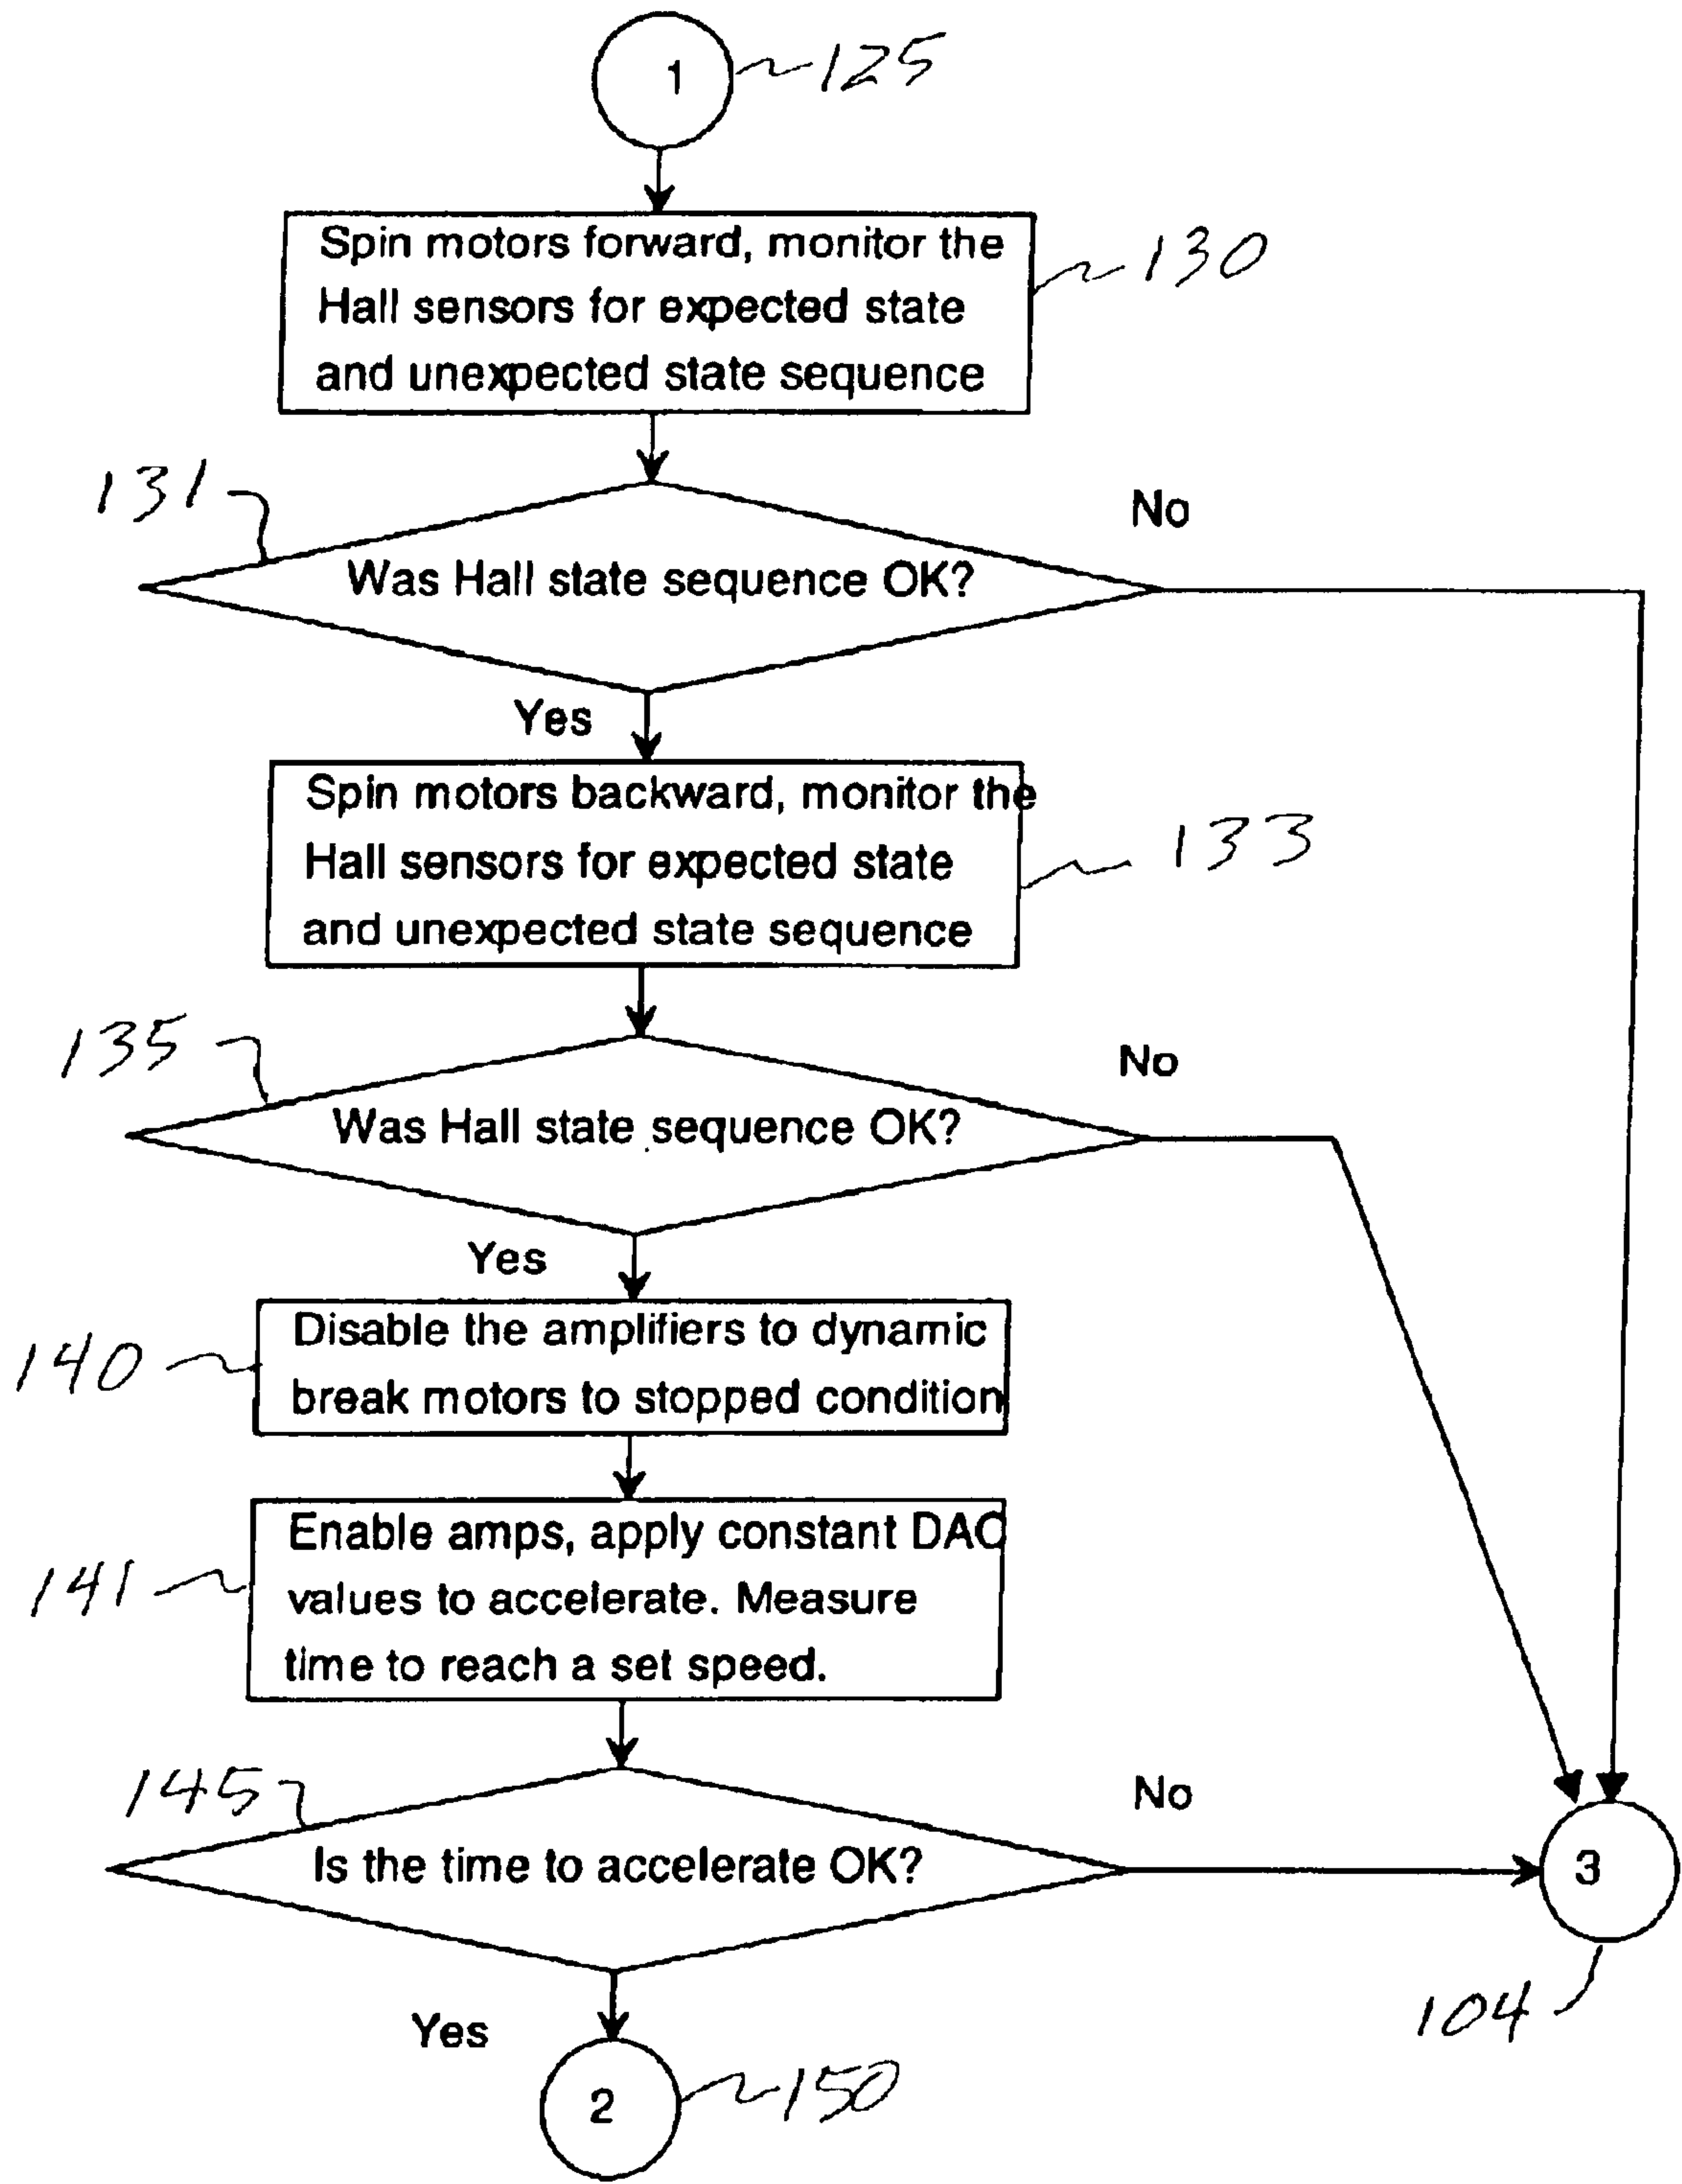 1
125
Spin motors forward, monitor the
Hall sensors for expected state
and unexpected state sequence
130
131
No
Was Hall state sequence OK?
Yes
Spin motors backward, monitor the
Hall sensors for expected state
and unexpected state sequence
133
135
No
Was Hall state sequence OK?
Yes
Disable the amplifiers to dynamic
break motors to stopped condition
140
Enable amps, apply constant DAC
values to accelerate. Measure
time to reach a set speed.
141
145
No
Is the time to accelerate OK?
3
104
Yes
2
150